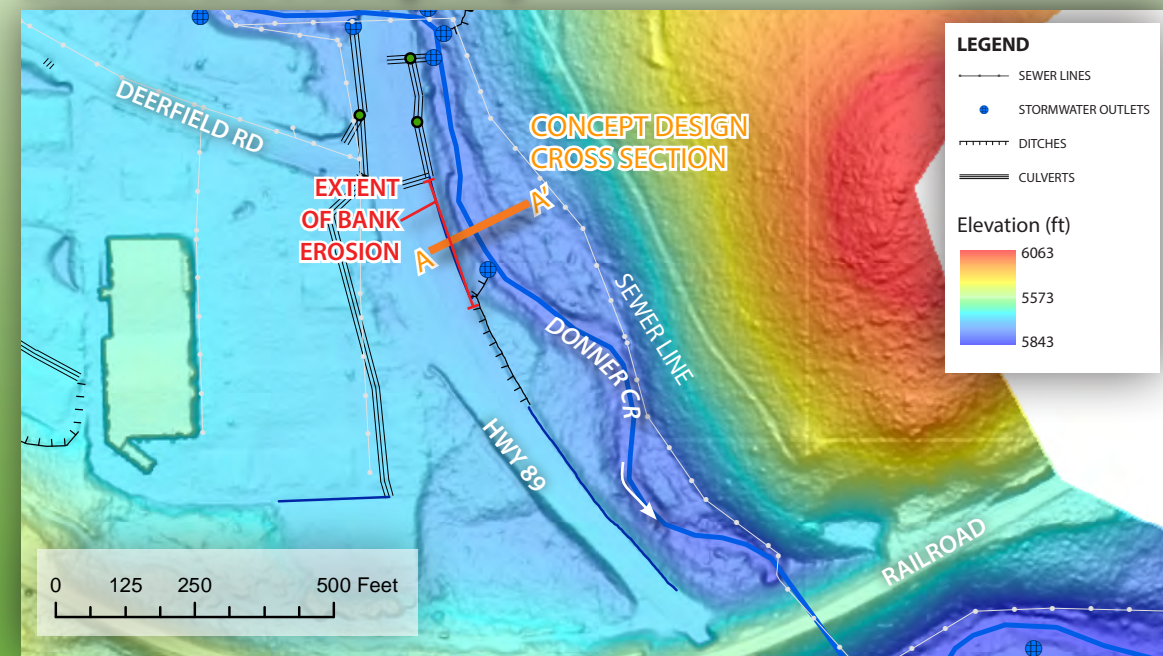 DEERFIELD RD
CONCEPT DESIGN
CROSS SECTION
EXTENT
OF BANK
EROSION
A
A'
SEWER LINE
DONNER CR
HWY 89
RAILROAD
0 125 250 500 Feet
LEGEND
SEWER LINES
STORMWATER OUTLETS
DITCHES
CULVERTS
Elevation (ft)
6063
5573
5843